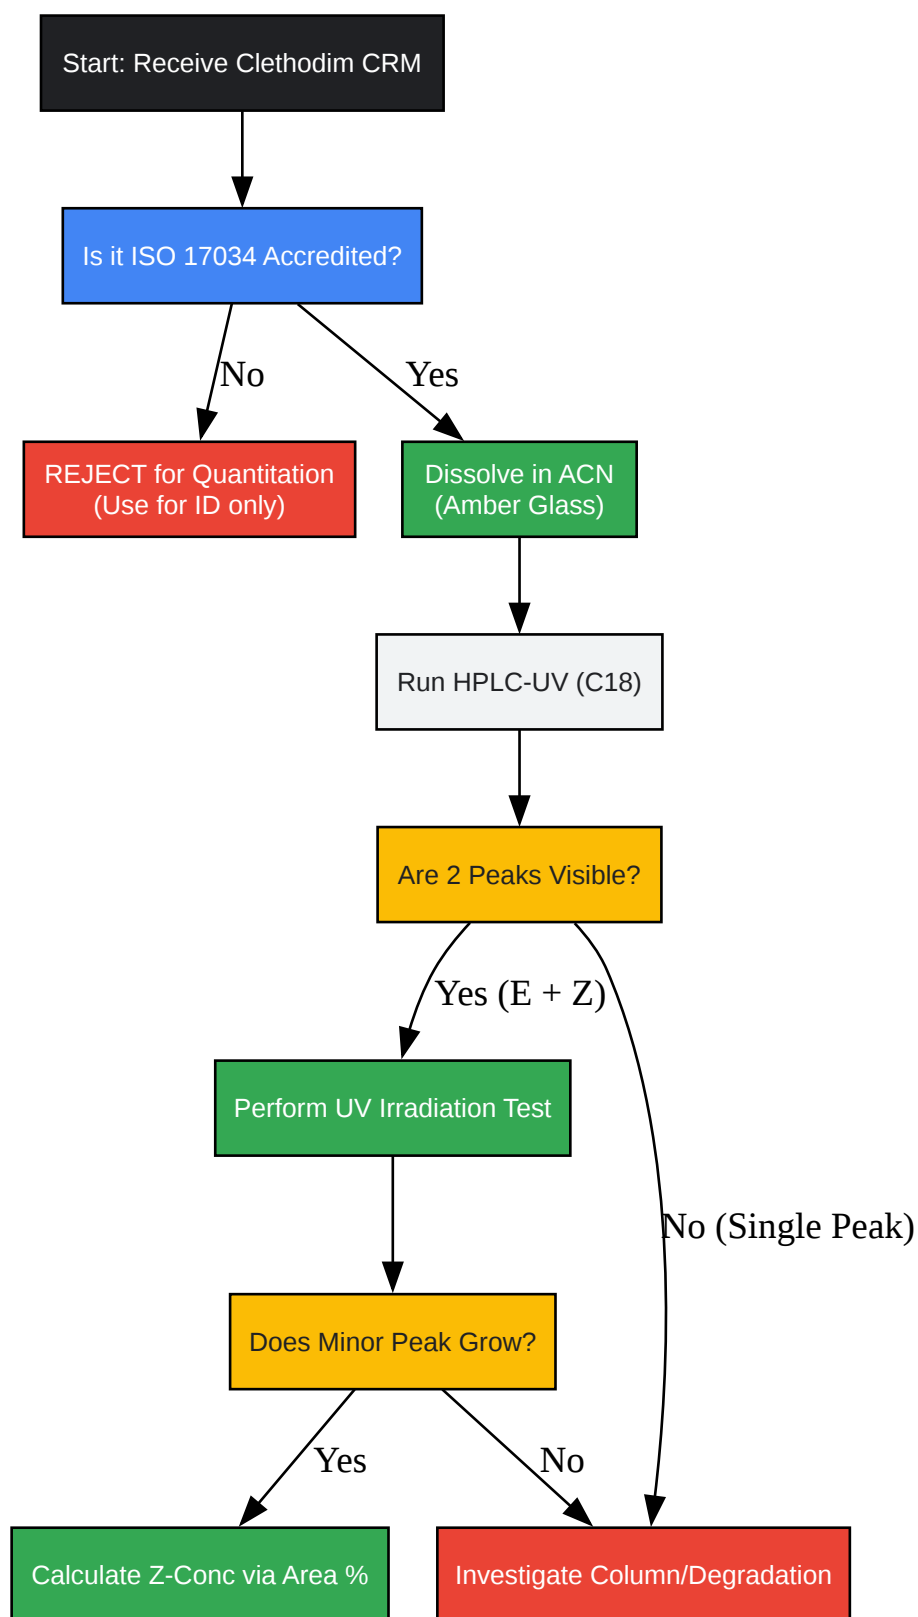 Start: Receive Clethodim CRM
Is it ISO 17034 Accredited?
No
Yes
REJECT for Quantitation
(Use for ID only)
Dissolve in ACN
(Amber Glass)
Run HPLC-UV (C18)
Are 2 Peaks Visible?
Yes (E + Z)
Perform UV Irradiation Test
No (Single Peak)
Does Minor Peak Grow?
Yes
No
Calculate Z-Conc via Area %
Investigate Column/Degradation